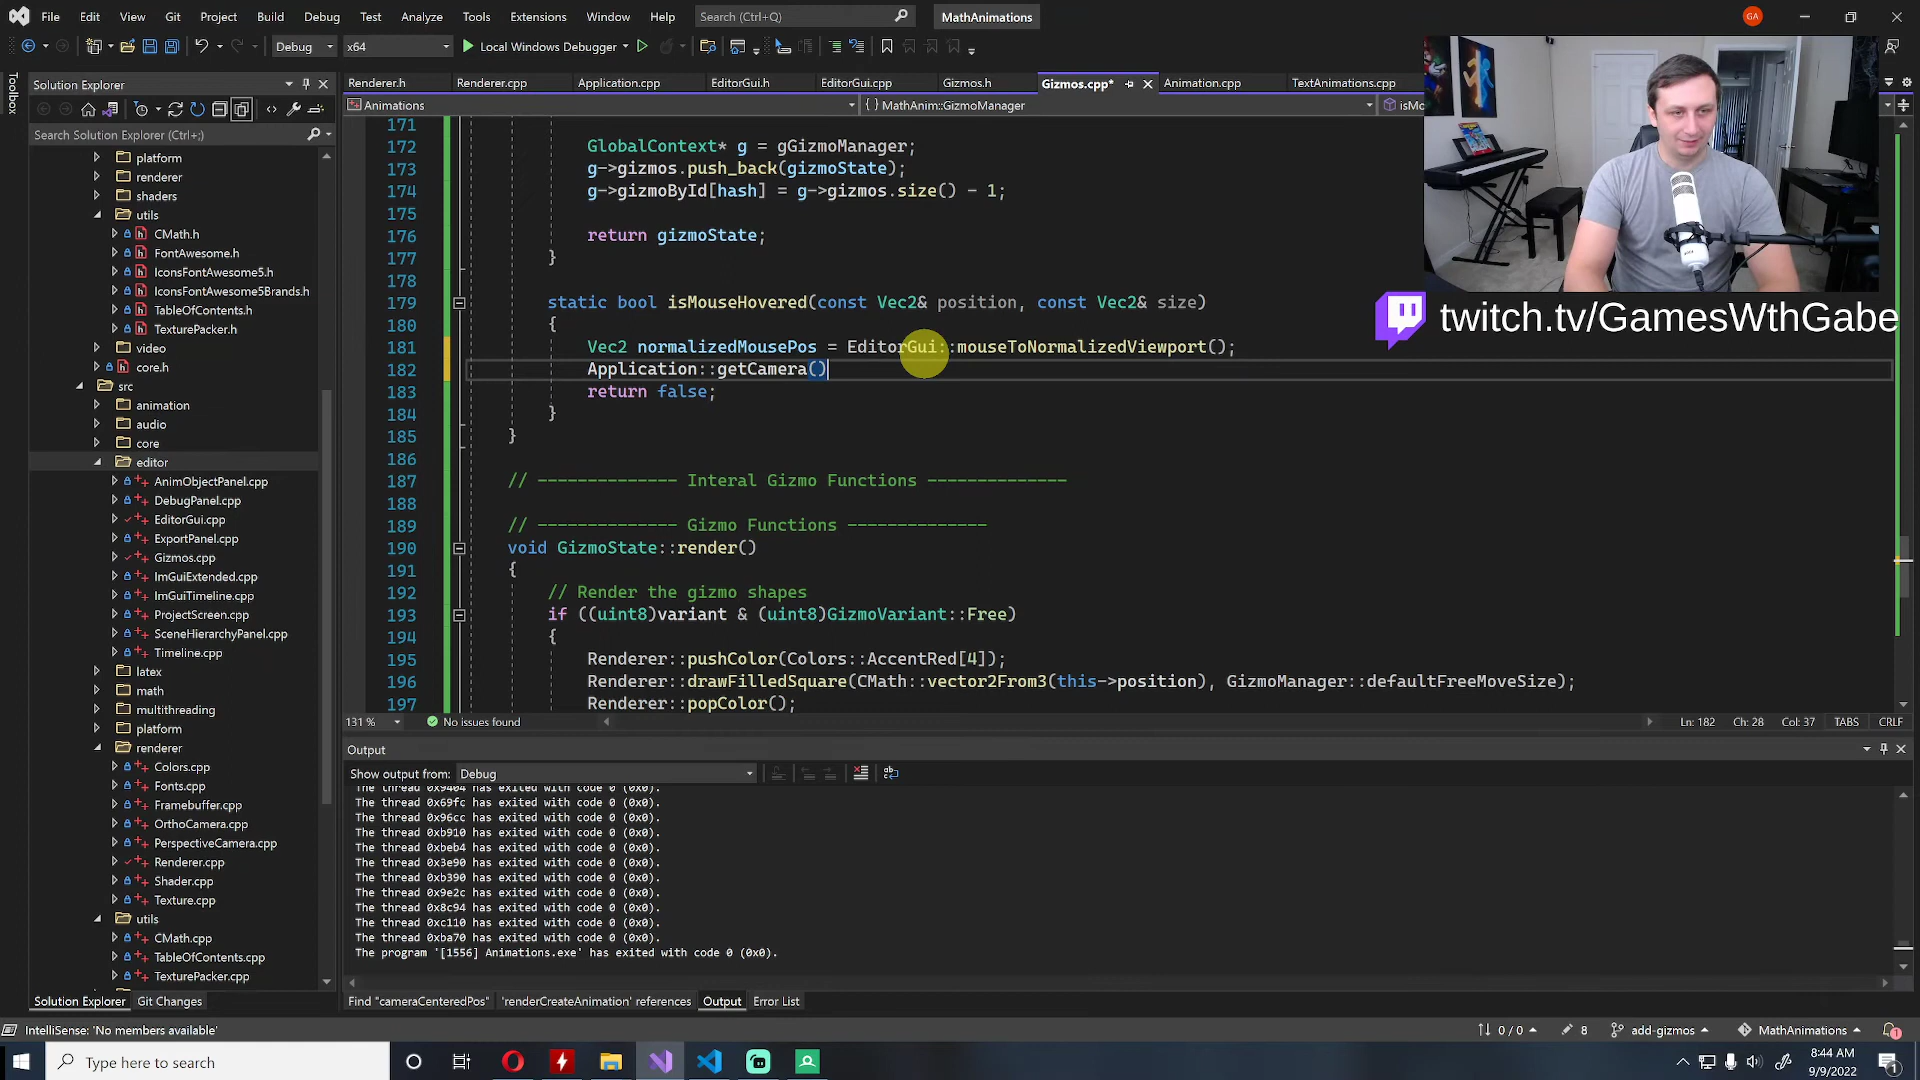 File Edit View Git Project Build Debug Test Analyze Tools Extensions Window Help Search (Ctrl+Q) MathAnimations GA
Debug x64 Local Windows Debugger
Toolbox
Solution Explorer
Search Solution Explorer (Ctrl+;)
platform
renderer
shaders
utils
CMath.h
FontAwesome.h
IconsFontAwesome5.h
IconsFontAwesome5Brands.h
TableOfContents.h
TexturePacker.h
video
core.h
src
animation
audio
core
editor
AnimObjectPanel.cpp
DebugPanel.cpp
EditorGui.cpp
ExportPanel.cpp
Gizmos.cpp
ImGuiExtended.cpp
ImGuiTimeline.cpp
ProjectScreen.cpp
SceneHierarchyPanel.cpp
Timeline.cpp
latex
math
multithreading
platform
renderer
Colors.cpp
Fonts.cpp
Framebuffer.cpp
OrthoCamera.cpp
PerspectiveCamera.cpp
Renderer.cpp
Shader.cpp
Texture.cpp
utils
CMath.cpp
TableOfContents.cpp
TexturePacker.cpp
Solution Explorer Git Changes
Renderer.h Renderer.cpp Application.cpp EditorGui.h EditorGui.cpp Gizmos.h Gizmos.cpp* Animation.cpp TextAnimations.cpp
Animations { } MathAnim::GizmoManager isMo
171
172 GlobalContext* g = gGizmoManager;
173 g->gizmos.push_back(gizmoState);
174 g->gizmoById[hash] = g->gizmos.size() - 1;
175
176 return gizmoState;
177 }
178
179 static bool isMouseHovered(const Vec2& position, const Vec2& size)
180 {
181 Vec2 normalizedMousePos = EditorGui::mouseToNormalizedViewport();
182 Application::getCamera()
183 return false;
184 }
185 }
186
187 // -------------- Interal Gizmo Functions --------------
188
189 // -------------- Gizmo Functions --------------
190 void GizmoState::render()
191 {
192 // Render the gizmo shapes
193 if ((uint8)variant & (uint8)GizmoVariant::Free)
194 {
195 Renderer::pushColor(Colors::AccentRed[4]);
196 Renderer::drawFilledSquare(CMath::vector2From3(this->position), GizmoManager::defaultFreeMoveSize);
197 Renderer::popColor();
twitch.tv/GamesWthGabe
131 % No issues found Ln: 182 Ch: 28 Col: 37 TABS CRLF
Output
Show output from: Debug
The thread 0x9404 has exited with code 0 (0x0).
The thread 0x69fc has exited with code 0 (0x0).
The thread 0x96cc has exited with code 0 (0x0).
The thread 0xb910 has exited with code 0 (0x0).
The thread 0xbeb4 has exited with code 0 (0x0).
The thread 0x3e90 has exited with code 0 (0x0).
The thread 0xb390 has exited with code 0 (0x0).
The thread 0x9e2c has exited with code 0 (0x0).
The thread 0x8c94 has exited with code 0 (0x0).
The thread 0xc110 has exited with code 0 (0x0).
The thread 0xba70 has exited with code 0 (0x0).
The program '[1556] Animations.exe' has exited with code 0 (0x0).
Find "cameraCenteredPos" 'renderCreateAnimation' references Output Error List
IntelliSense: 'No members available' 0 / 0 8 add-gizmos MathAnimations 1
Type here to search 8:44 AM
9/9/2022 1